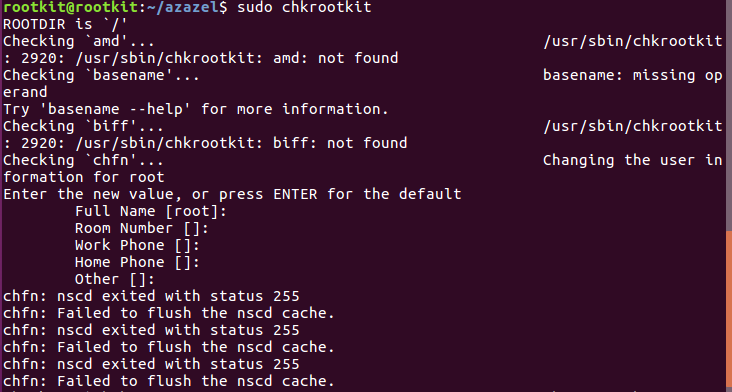 rootkit@rootkit:~/azazel$ sudo chkrootkit
ROOTDIR is `/'
Checking `amd'... /usr/sbin/chkrootkit
: 2920: /usr/sbin/chkrootkit: amd: not found
Checking `basename'... basename: missing op
erand
Try 'basename --help' for more information.
Checking `biff'... /usr/sbin/chkrootkit
: 2920: /usr/sbin/chkrootkit: biff: not found
Checking `chfn'... Changing the user in
formation for root
Enter the new value, or press ENTER for the default
Full Name [root]:
Room Number []:
Work Phone []:
Home Phone []:
Other []:
chfn: nscd exited with status 255
chfn: Failed to flush the nscd cache.
chfn: nscd exited with status 255
chfn: Failed to flush the nscd cache.
chfn: nscd exited with status 255
chfn: Failed to flush the nscd cache.